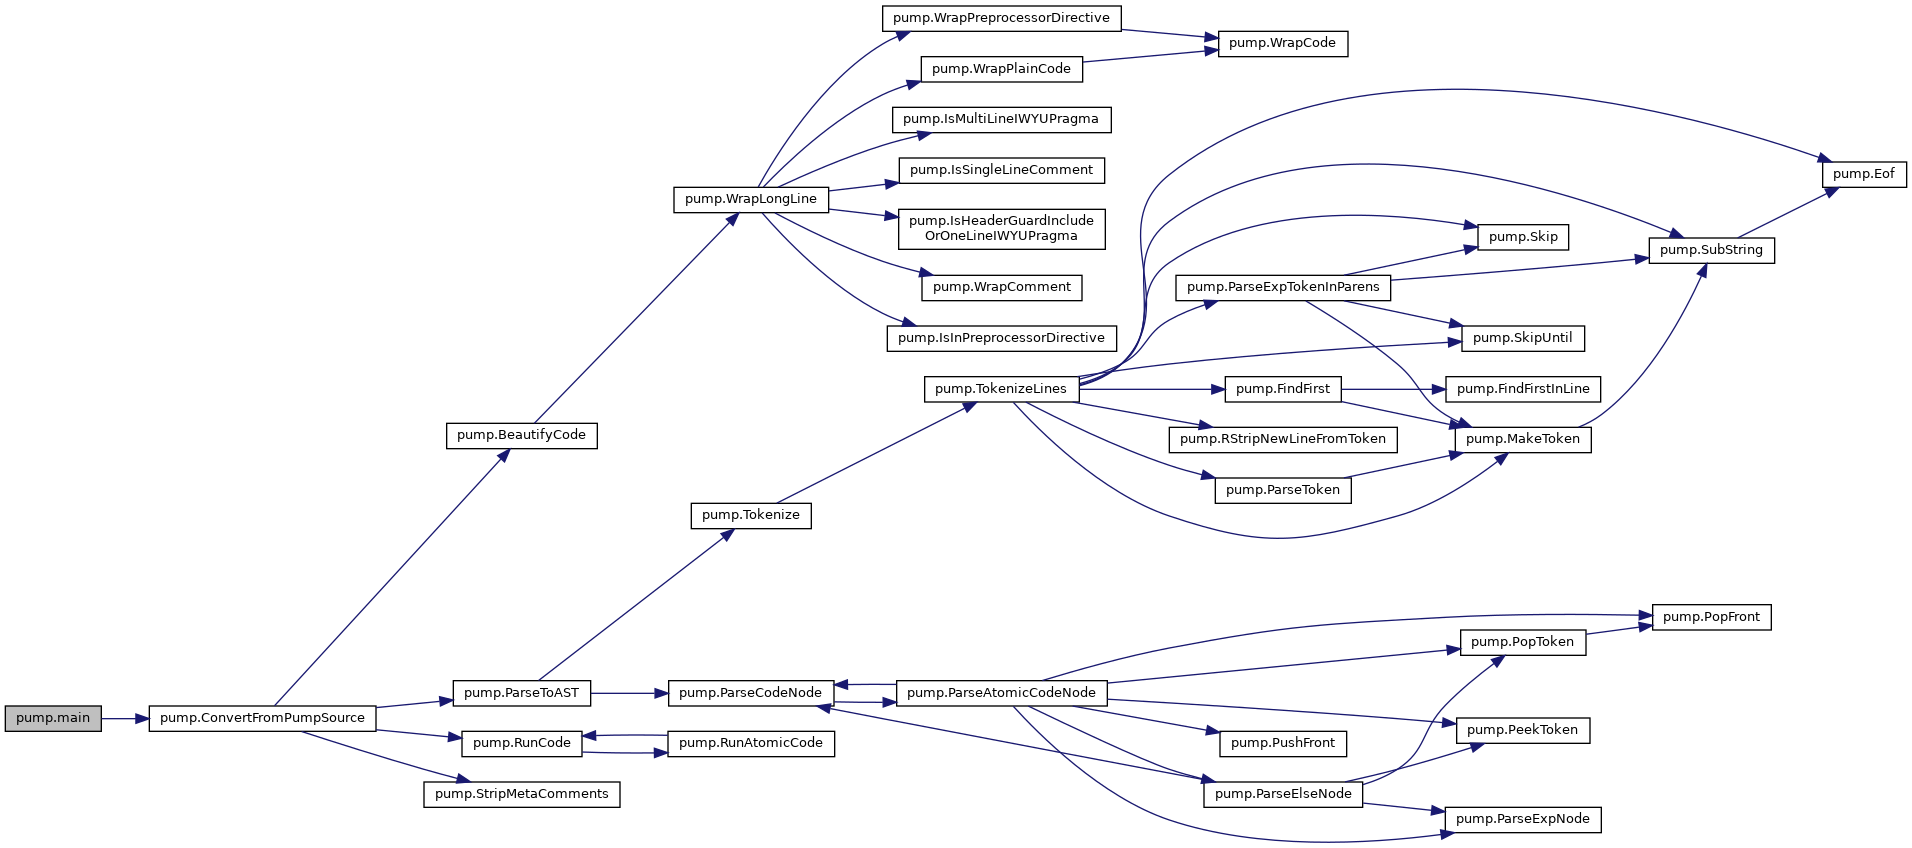 pump.WrapPreprocessorDirective
pump.WrapCode
pump.WrapPlainCode
pump.IsMultiLineIWYUPragma
pump.IsSingleLineComment
pump.Eof
pump.WrapLongLine
pump.IsHeaderGuardInclude
OrOneLineIWYUPragma
pump.Skip
pump.SubString
pump.WrapComment
pump.ParseExpTokenInParens
pump.IsInPreprocessorDirective
pump.SkipUntil
pump.TokenizeLines
pump.FindFirst
pump.FindFirstInLine
pump.BeautifyCode
pump.RStripNewLineFromToken
pump.MakeToken
pump.ParseToken
pump.Tokenize
pump.PopFront
pump.PopToken
pump.ParseToAST
pump.ParseCodeNode
pump.ParseAtomicCodeNode
pump.main
pump.ConvertFromPumpSource
pump.PeekToken
pump.RunCode
pump.RunAtomicCode
pump.PushFront
pump.StripMetaComments
pump.ParseElseNode
pump.ParseExpNode